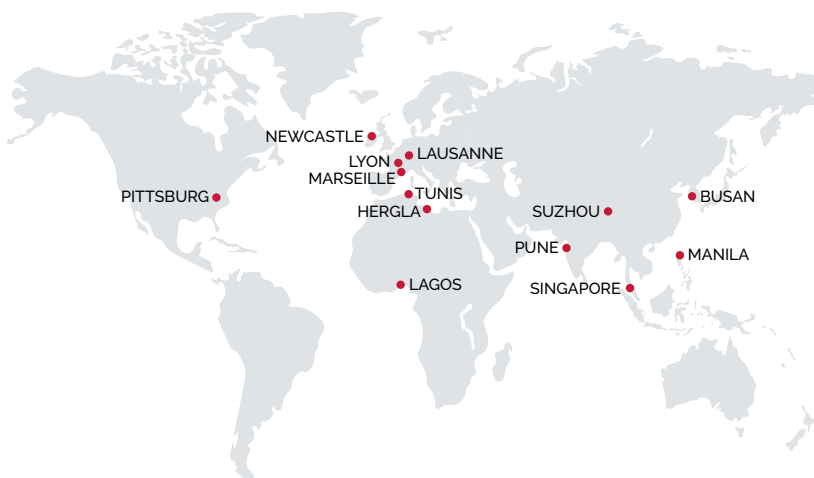 NEWCASTLE
LAUSANNE
LYON
MARSEILLE
PITTSBURG
TUNIS
BUSAN
HERGLA
SUZHOU
PUNE
MANILA
LAGOS
SINGAPORE